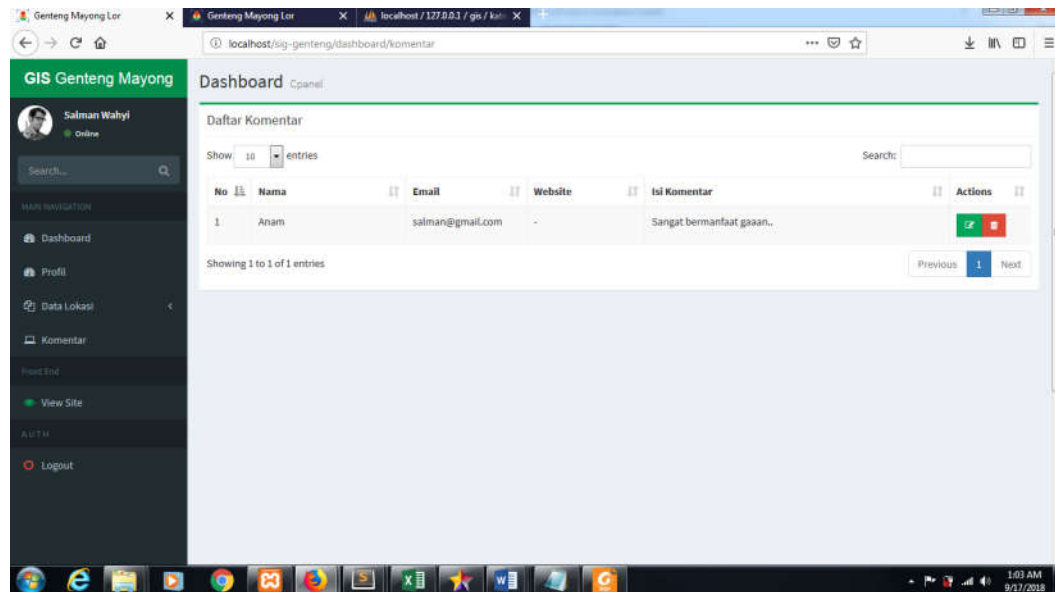 Genteng Mayong Lor
Genteng Mayong Lor
localhost / 127.0.0.1 / gis /
localhost/sig-genteng/dashboard/komentar
GIS Genteng Mayong
Dashboard Cpanel
Salman Wahyi
Online
Daftar Komentar
Show 10 entries
Search:
Search...
No Nama Email Website Isi Komentar Actions
1 Anam salman@gmail.com - Sangat bermanfaat gaaan..
Showing 1 to 1 of 1 entries
Previous 1 Next
MAIN NAVIGATION
Dashboard
Profil
Data Lokasi
Komentar
Front End
View Site
AUTH
Logout
1:03 AM
9/17/2018